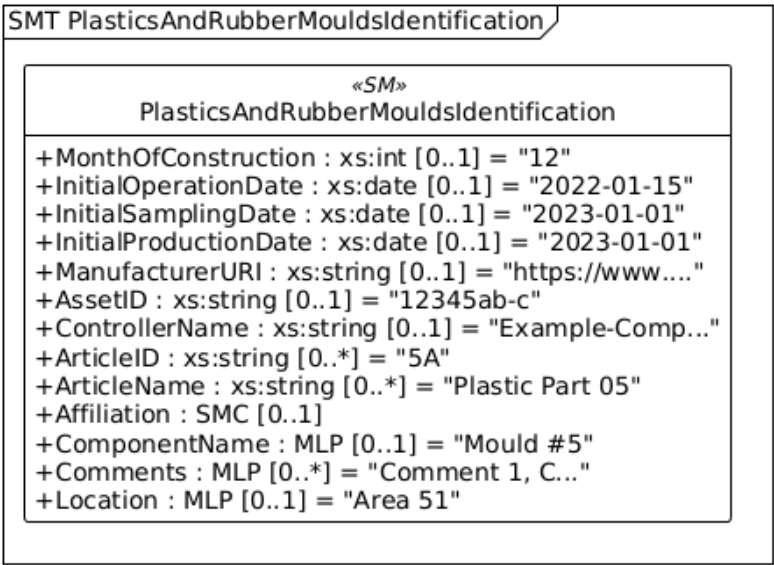 SMT PlasticsAndRubberMouldsIdentification
«SM»
PlasticsAndRubberMouldsIdentification
+MonthOfConstruction : xs:int [0..1] = "12"
+InitialOperationDate : xs:date [0..1] = "2022-01-15"
+InitialSamplingDate : xs:date [0..1] = "2023-01-01"
+InitialProductionDate : xs:date [0..1] = "2023-01-01"
+ManufacturerURI : xs:string [0..1] = "https://www...."
+AssetID : xs:string [0..1] = "12345ab-c"
+ControllerName : xs:string [0..1] = "Example-Comp..."
+ArticleID : xs:string [0..*] = "5A"
+ArticleName : xs:string [0..*] = "Plastic Part 05"
+Affiliation : SMC [0..1]
+ComponentName : MLP [0..1] = "Mould #5"
+Comments : MLP [0..*] = "Comment 1, C..."
+Location : MLP [0..1] = "Area 51"